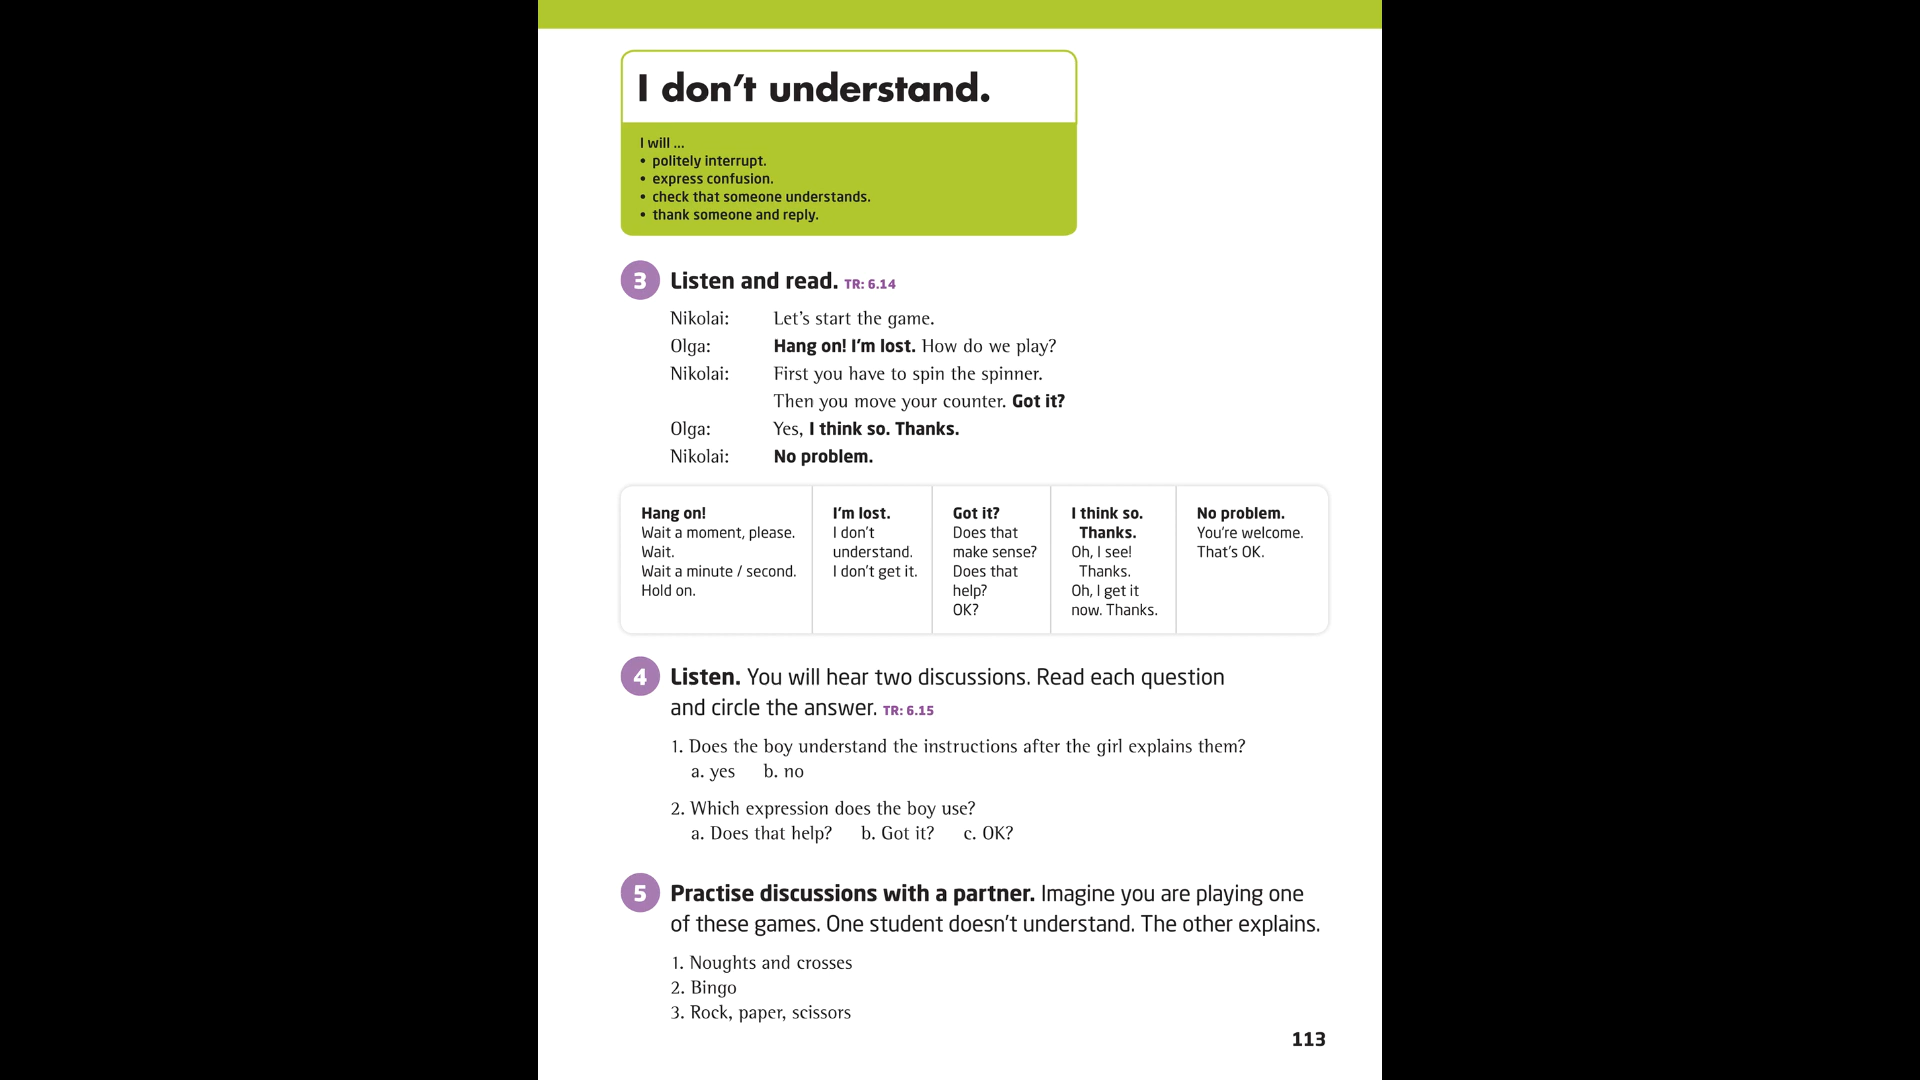 I don't understand.
I will ...
• politely interrupt.
• express confusion.
• check that someone understands.
• thank someone and reply.
3 Listen and read. TR: 6.14
Nikolai: Let's start the game.
Olga: Hang on! I'm lost. How do we play?
Nikolai: First you have to spin the spinner.
Then you move your counter. Got it?
Olga: Yes, I think so. Thanks.
Nikolai: No problem.
Hang on!
Wait a moment, please.
Wait.
Wait a minute / second.
Hold on.
I'm lost.
I don't
understand.
I don't get it.
Got it?
Does that
make sense?
Does that
help?
OK?
I think so.
Thanks.
Oh, I see!
Thanks.
Oh, I get it
now. Thanks.
No problem.
You're welcome.
That's OK.
4 Listen. You will hear two discussions. Read each question
and circle the answer. TR: 6.15
1. Does the boy understand the instructions after the girl explains them?
a. yes b. no
2. Which expression does the boy use?
a. Does that help? b. Got it? c. OK?
5 Practise discussions with a partner. Imagine you are playing one
of these games. One student doesn't understand. The other explains.
1. Noughts and crosses
2. Bingo
3. Rock, paper, scissors
113